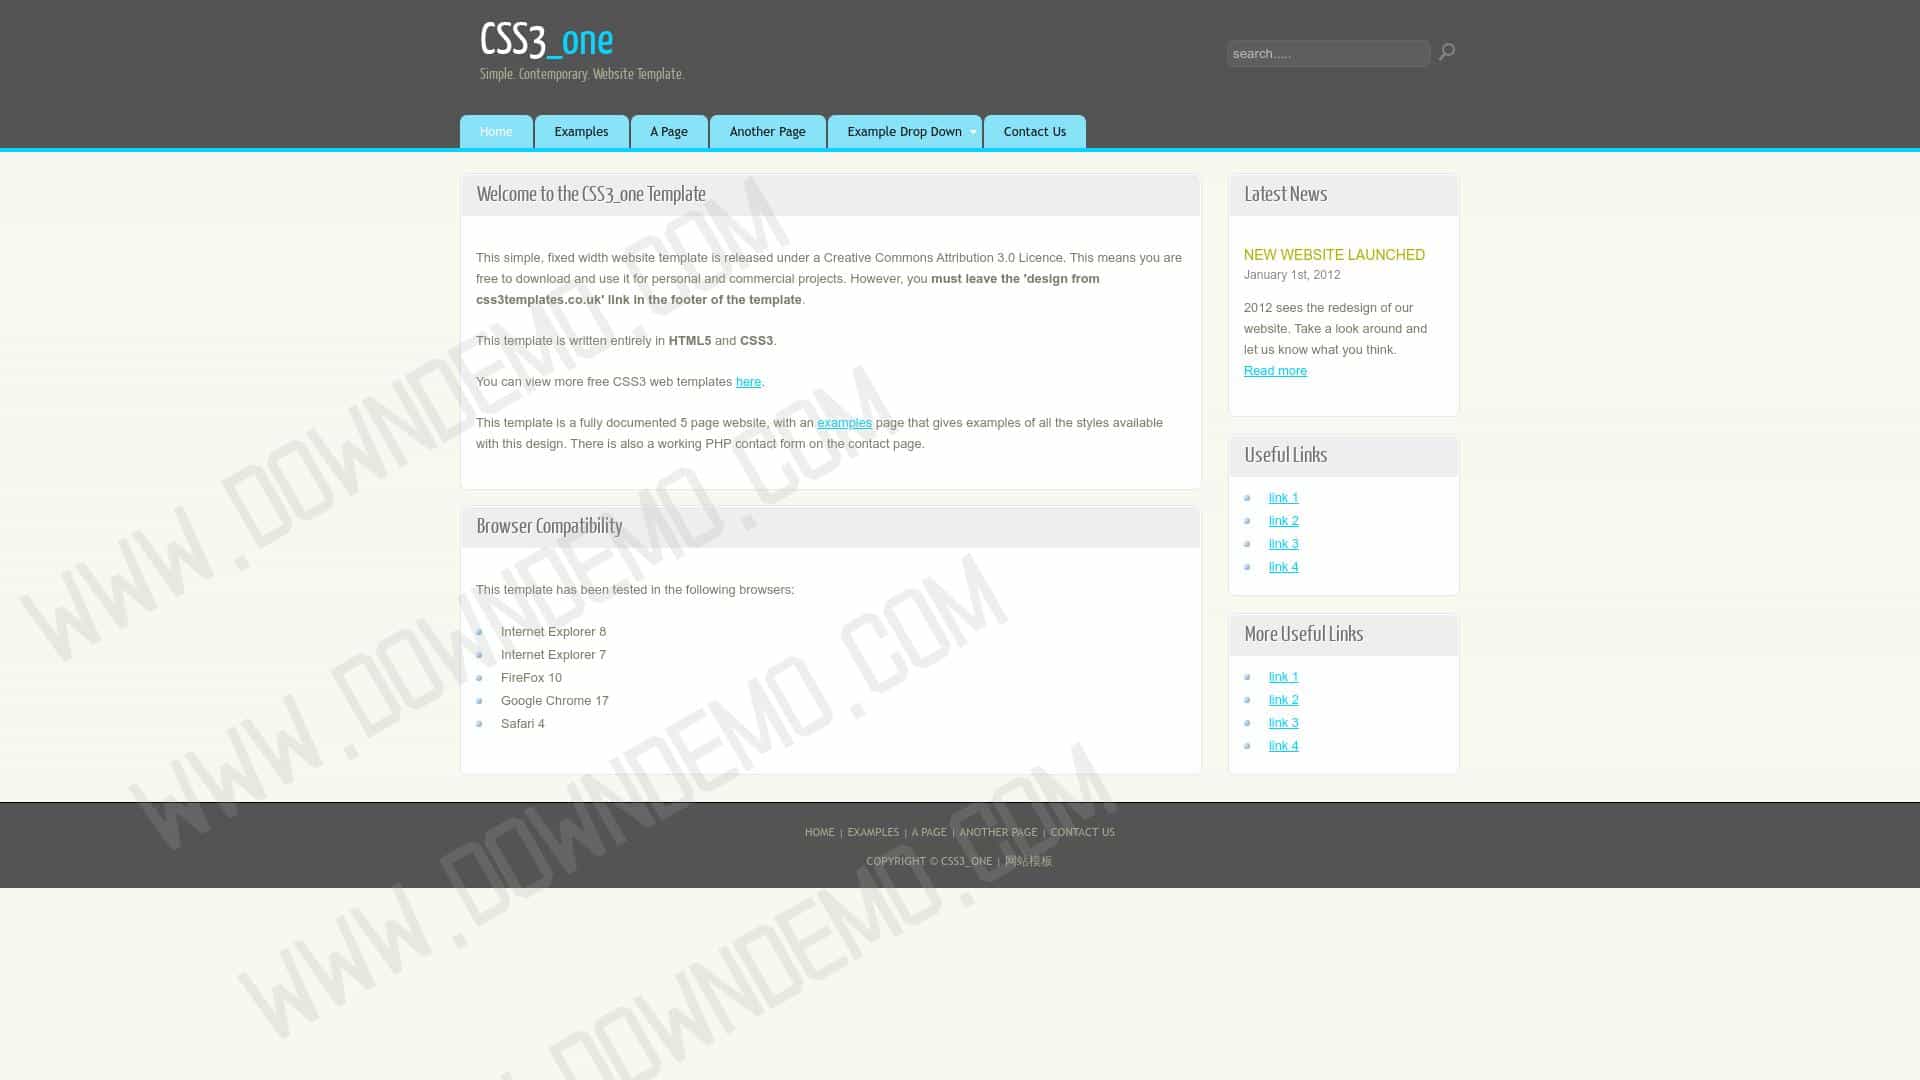 CSS3_one
Simple. Contemporary. Website Template.
search.....
Home
Examples
A Page
Another Page
Example Drop Down
Contact Us
Welcome to the CSS3_one Template
This simple, fixed width website template is released under a Creative Commons Attribution 3.0 Licence. This means you are
free to download and use it for personal and commercial projects. However, you must leave the 'design from
css3templates.co.uk' link in the footer of the template.
This template is written entirely in HTML5 and CSS3.
You can view more free CSS3 web templates here.
This template is a fully documented 5 page website, with an examples page that gives examples of all the styles available
with this design. There is also a working PHP contact form on the contact page.
Browser Compatibility
This template has been tested in the following browsers:
Internet Explorer 8
Internet Explorer 7
FireFox 10
Google Chrome 17
Safari 4
Latest News
NEW WEBSITE LAUNCHED
January 1st, 2012
2012 sees the redesign of our
website. Take a look around and
let us know what you think.
Read more
Useful Links
link 1
link 2
link 3
link 4
More Useful Links
link 1
link 2
link 3
link 4
HOME | EXAMPLES | A PAGE | ANOTHER PAGE | CONTACT US
COPYRIGHT © CSS3_ONE | 网站模板
WWW.DOWNDEMO.COM
WWW.DOWNDEMO.COM
WWW.DOWNDEMO.COM
DOWNDEMO.COM